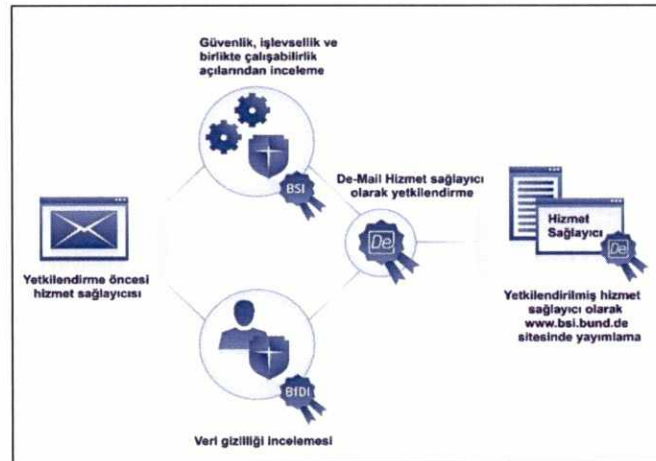 Güvenlik, işlevsellik ve
birlikte çalışabilirlik
açılarından inceleme
BSI
De-Mail Hizmet sağlayıcı
olarak yetkilendirme
De
Hizmet
Sağlayıcı
De
Yetkilendirme öncesi
hizmet sağlayıcısı
Yetkilendirilmiş hizmet
sağlayıcı olarak
www.bsi.bund.de
sitesinde yayımlama
BfDI
Veri gizliliği incelemesi